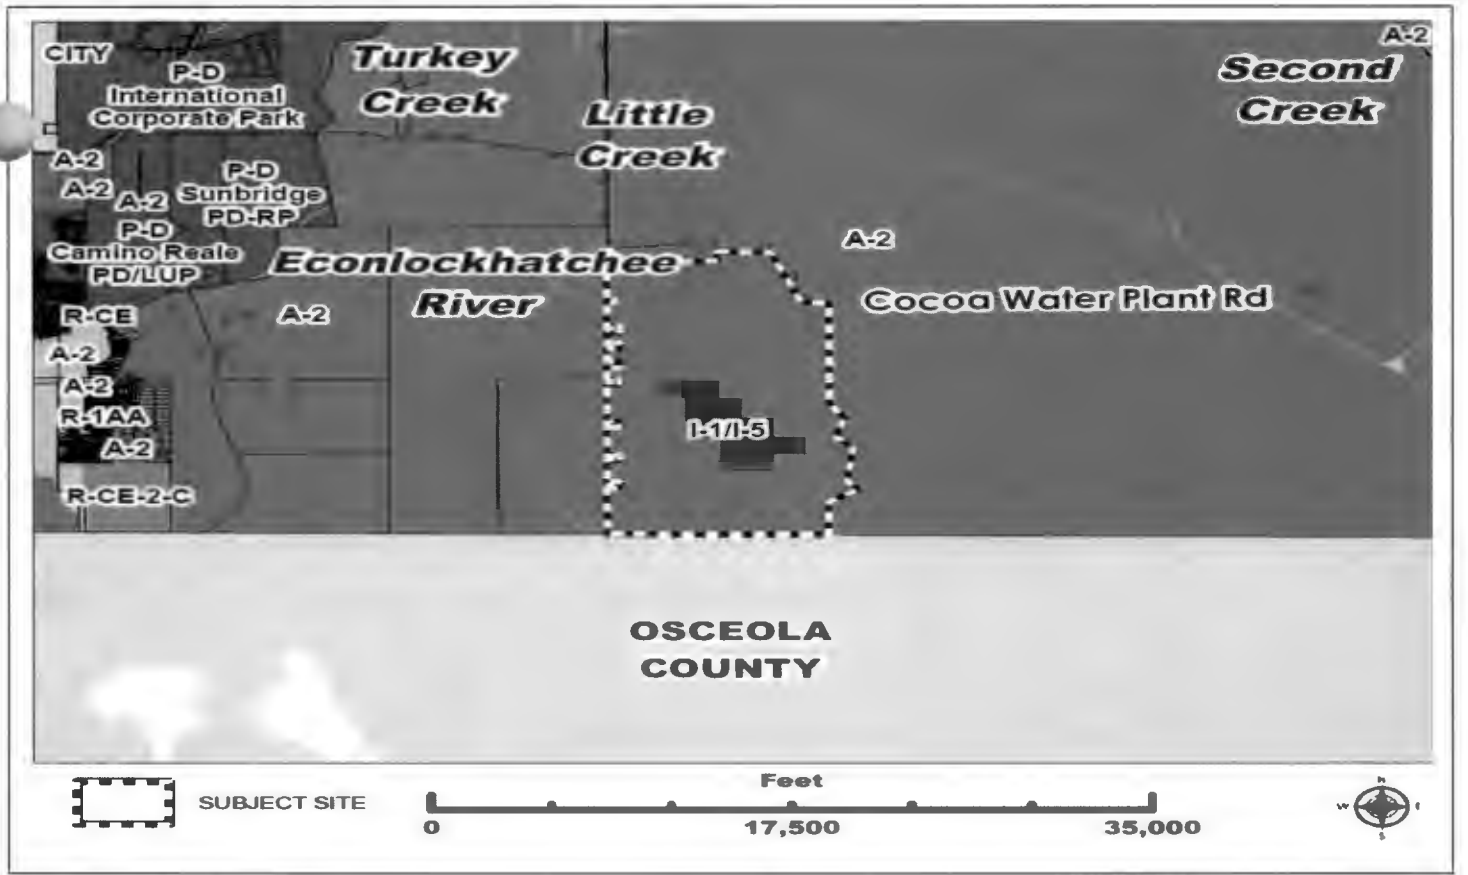 CITY
P-D
International
Corporate Park
Turkey
Creek
Little
Creek
A-2
Second
Creek
A-2
A-2
A-2
P-D
Sunbridge
PD-RP
P-D
Camino Reale
PD/LUP
Econlockhatchee
River
A-2
Cocoa Water Plant Rd
R-CE
A-2
A-2
A-2
R-1AA
A-2
I-1/I-5
R-CE-2-C
OSCEOLA
COUNTY
SUBJECT SITE
Feet
0 17,500 35,000
N
W
S